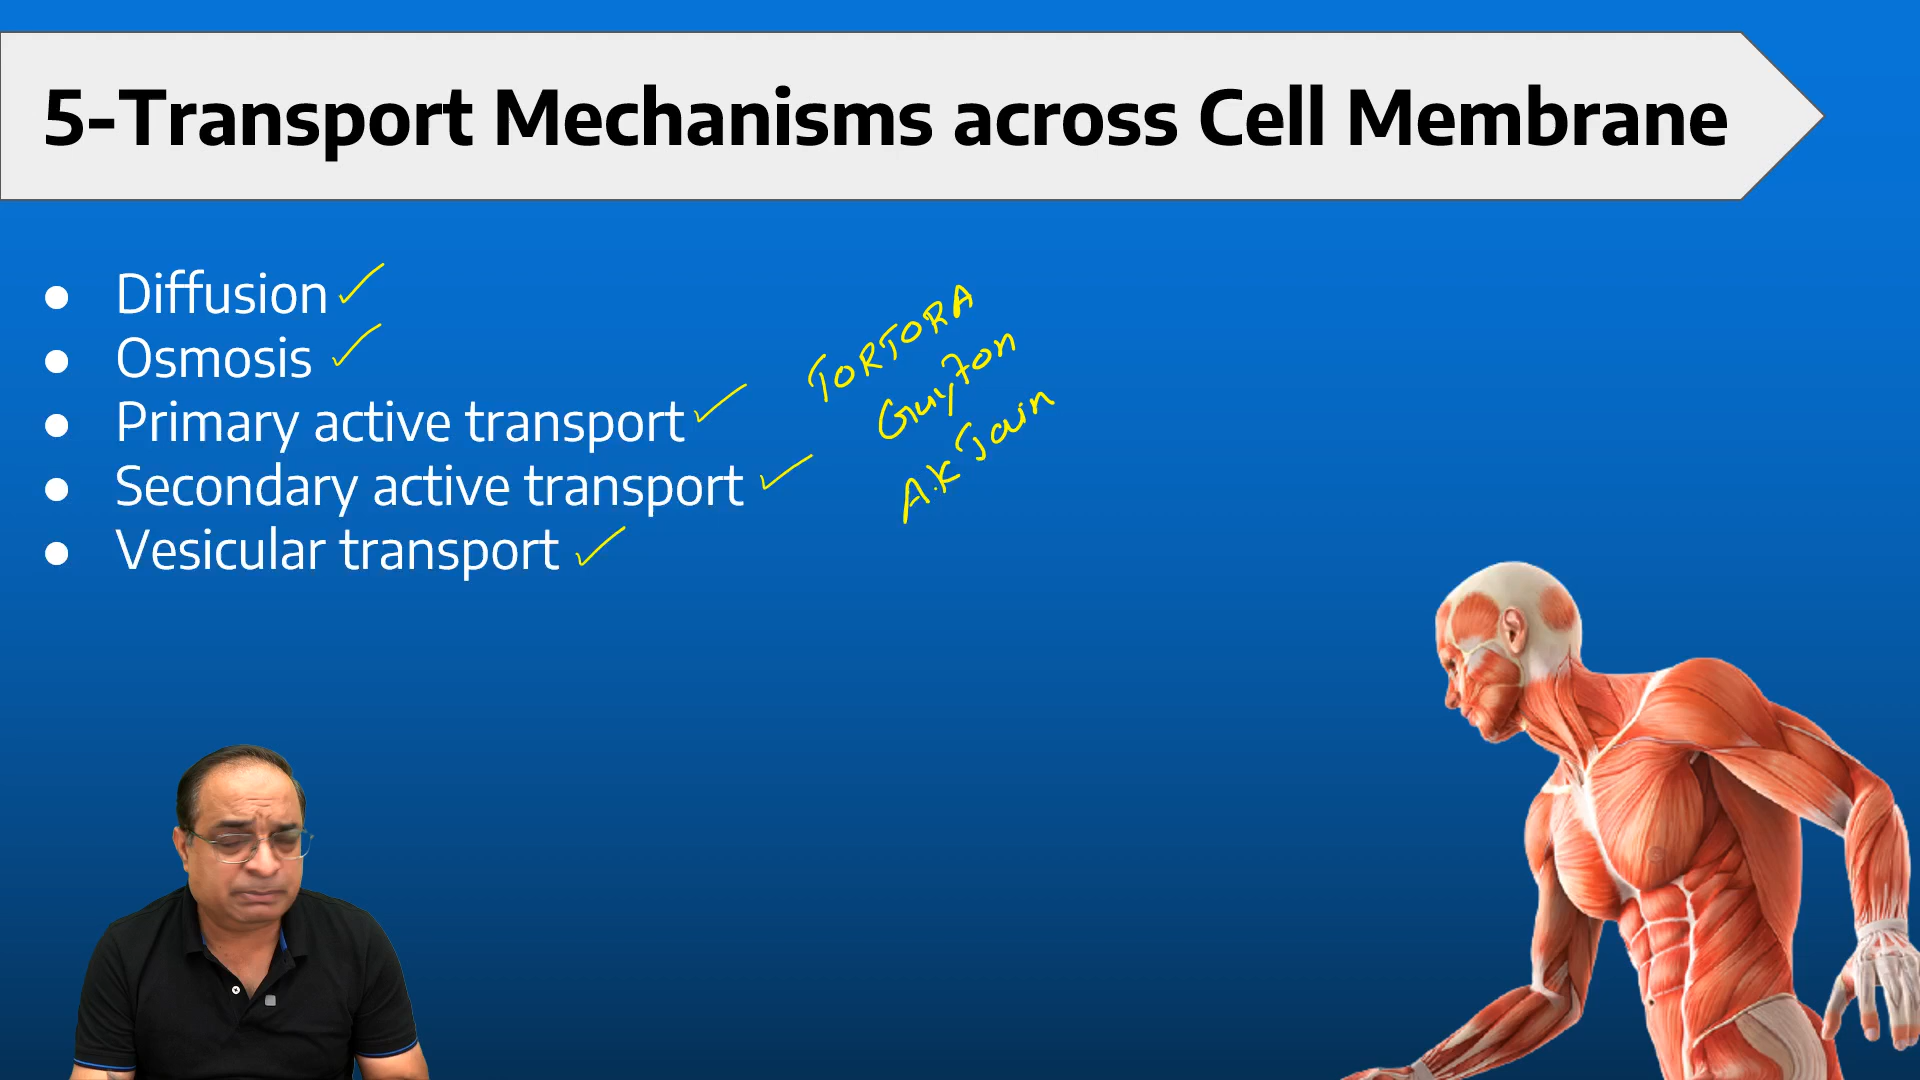 5-Transport Mechanisms across Cell Membrane
● Diffusion ✓
● Osmosis ✓
● Primary active transport ✓
● Secondary active transport ✓
● Vesicular transport ✓
TORTORA
Guyton
A.K Jain